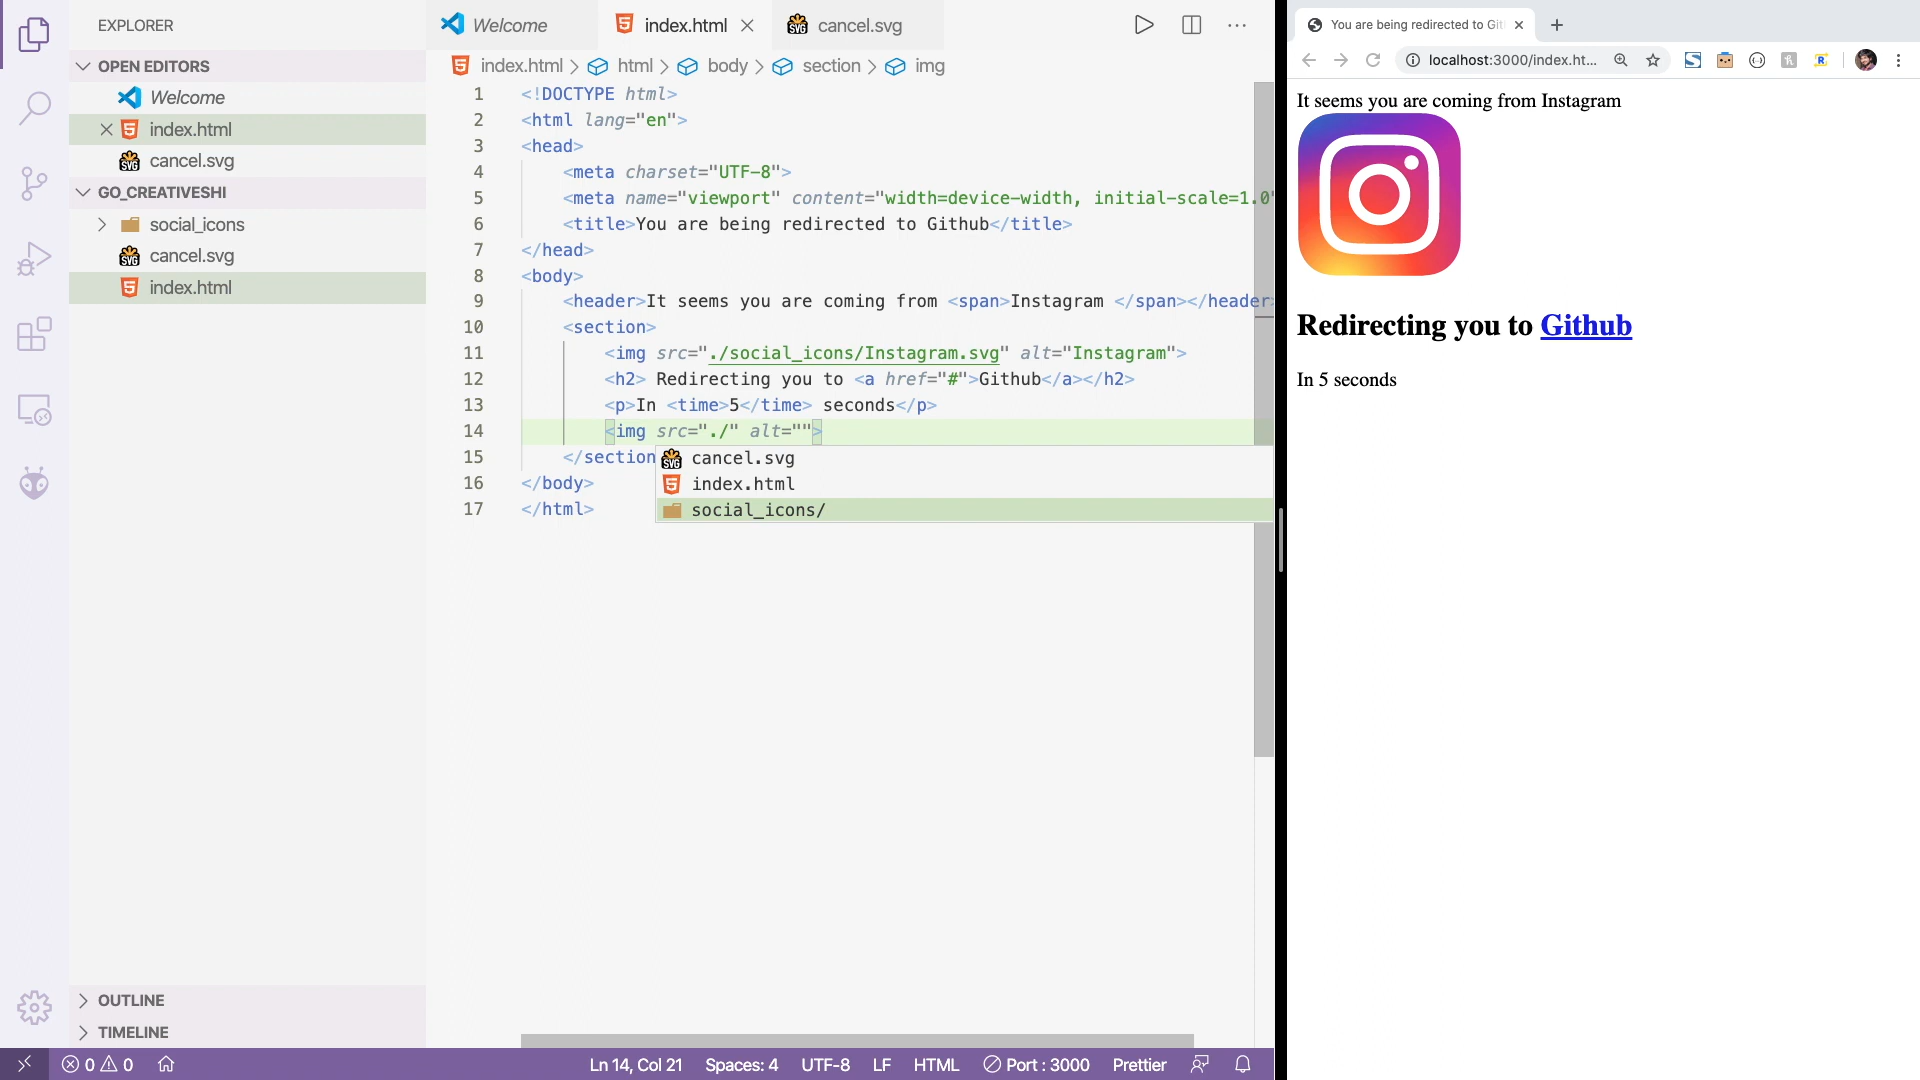 EXPLORER
OPEN EDITORS
Welcome
index.html
cancel.svg
GO_CREATIVESHI
social_icons
cancel.svg
index.html
OUTLINE
TIMELINE
Welcome
index.html
cancel.svg
index.html > html > body > section > img
1 <!DOCTYPE html>
2 <html lang="en">
3 <head>
4 <meta charset="UTF-8">
5 <meta name="viewport" content="width=device-width, initial-scale=1.0"
6 <title>You are being redirected to Github</title>
7 </head>
8 <body>
9 <header>It seems you are coming from <span>Instagram </span></header>
10 <section>
11 <img src="./social_icons/Instagram.svg" alt="Instagram">
12 <h2> Redirecting you to <a href="#">Github</a></h2>
13 <p>In <time>5</time> seconds</p>
14 <img src="./" alt="">
15 </section
16 </body>
17 </html>
cancel.svg
index.html
social_icons/
0 0
Ln 14, Col 21 Spaces: 4 UTF-8 LF HTML Port : 3000 Prettier
You are being redirected to Git
localhost:3000/index.ht...
It seems you are coming from Instagram
Redirecting you to Github
In 5 seconds